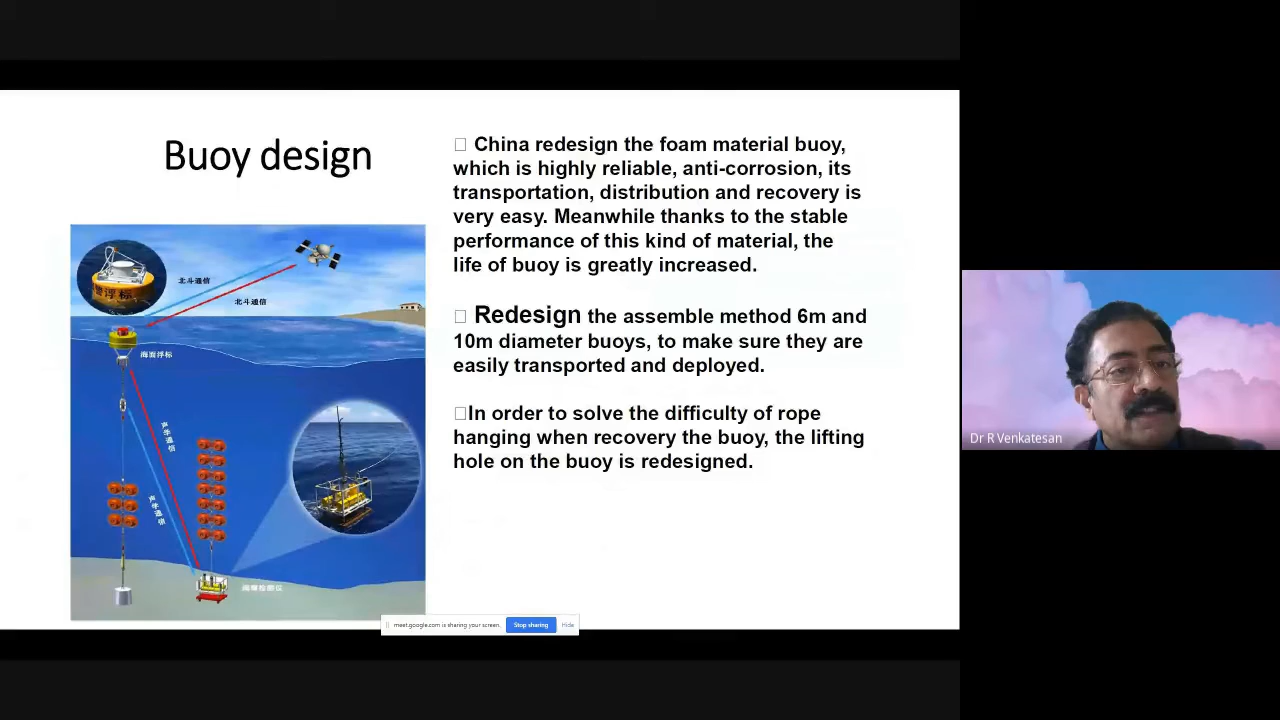 Buoy design
□ China redesign the foam material buoy,
which is highly reliable, anti-corrosion, its
transportation, distribution and recovery is
very easy. Meanwhile thanks to the stable
performance of this kind of material, the
life of buoy is greatly increased.
□ Redesign the assemble method 6m and
10m diameter buoys, to make sure they are
easily transported and deployed.
□In order to solve the difficulty of rope
hanging when recovery the buoy, the lifting
hole on the buoy is redesigned.
北斗通信
北斗通信
海面浮标
声学通信
声学通信
浮标
meet.google.com is sharing your screen.
Stop sharing
Hide
Dr R Venkatesan